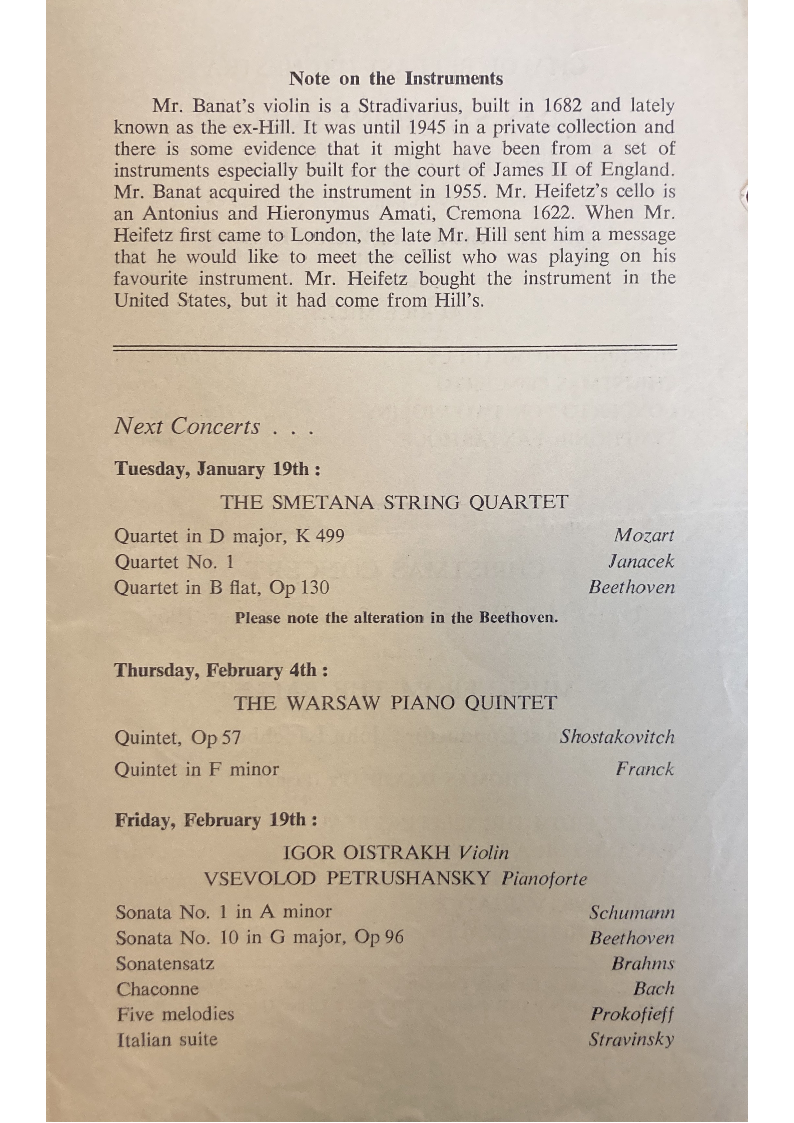 Note on the Instruments
Mr. Banat's violin is a Stradivarius, built in 1682 and lately
known as the ex-Hill. It was until 1945 in a private collection and
there is some evidence that it might have been from a set of
instruments especially built for the court of James II of England.
Mr. Banat acquired the instrument in 1955. Mr. Heifetz's cello is
an Antonius and Hieronymus Amati, Cremona 1622. When Mr.
Heifetz first came to London, the late Mr. Hill sent him a message
that he would like to meet the cellist who was playing on his
favourite instrument. Mr. Heifetz bought the instrument in the
United States, but it had come from Hill's.
Next Concerts . . .
Tuesday, January 19th :
THE SMETANA STRING QUARTET
Quartet in D major, K 499 Mozart
Quartet No. 1 Janacek
Quartet in B flat, Op 130 Beethoven
Please note the alteration in the Beethoven.
Thursday, February 4th :
THE WARSAW PIANO QUINTET
Quintet, Op 57 Shostakovitch
Quintet in F minor Franck
Friday, February 19th :
IGOR OISTRAKH Violin
VSEVOLOD PETRUSHANSKY Pianoforte
Sonata No. 1 in A minor Schumann
Sonata No. 10 in G major, Op 96 Beethoven
Sonatensatz Brahms
Chaconne Bach
Five melodies Prokofieff
Italian suite Stravinsky